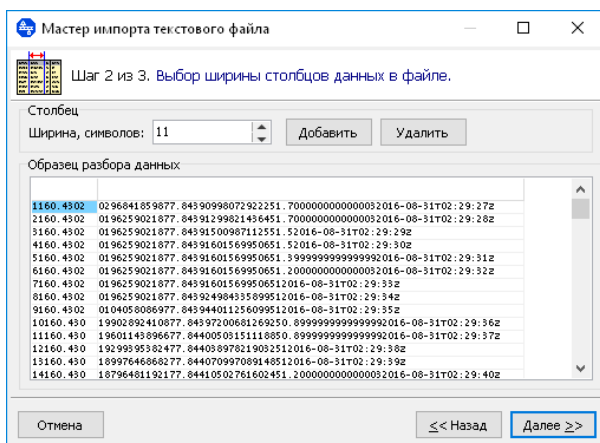 Мастер импорта текстового файла
Шаг 2 из 3. Выбор ширины столбцов данных в файле.
Столбец
Ширина, символов: 11 Добавить Удалить
Образец разбора данных
1160.4302 0296841859877.84390998072922251.700000000000032016-08-31T02:29:27Z
2160.4302 0196259021877.84391299821436451.700000000000032016-08-31T02:29:28Z
3160.4302 0196259021877.84391500987112551.52016-08-31T02:29:29Z
4160.4302 0196259021877.84391601569950651.52016-08-31T02:29:30Z
5160.4302 0196259021877.84391601569950651.399999999999992016-08-31T02:29:31Z
6160.4302 0196259021877.84391601569950651.200000000000032016-08-31T02:29:32Z
7160.4302 0196259021877.843916015699506512016-08-31T02:29:33Z
8160.4302 0196259021877.84392498433589951 2016-08-31T02:29:34Z
9160.4302 0104058086977.84394401125609951 2016-08-31T02:29:35Z
10160.430 19902892410877.84397200681269250.8999999999999992016-08-31T02:29:36Z
11160.430 19601143896677.84400503151118850.8999999999999992016-08-31T02:29:37Z
12160.430 19299395382477.84403897821903251 2016-08-31T02:29:38Z
13160.430 18997646868277.84407099708914851 2016-08-31T02:29:39Z
14160.430 18796481192177.84410502761602451.200000000000032016-08-31T02:29:40Z
Отмена << Назад Далее >>